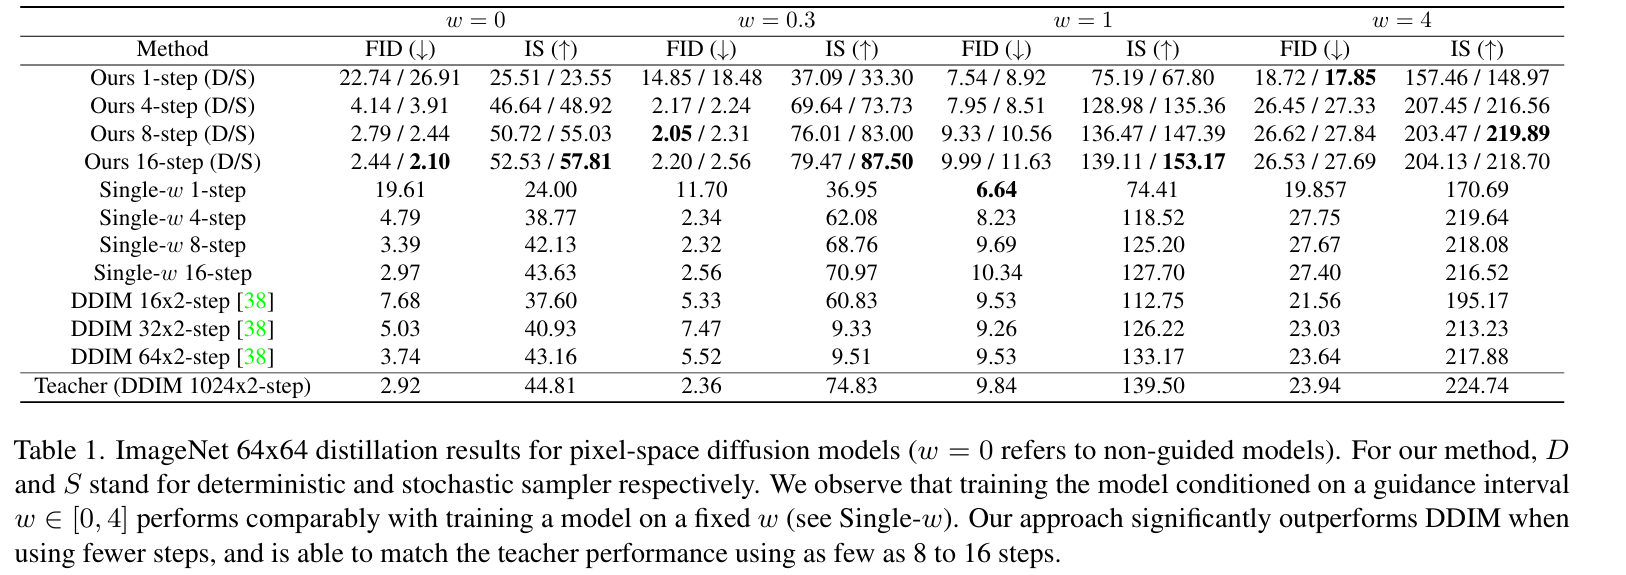 w = 0 w = 0.3 w = 1 w = 4
Method FID (↓) IS (↑) FID (↓) IS (↑) FID (↓) IS (↑) FID (↓) IS (↑)
Ours 1-step (D/S) 22.74 / 26.91 25.51 / 23.55 14.85 / 18.48 37.09 / 33.30 7.54 / 8.92 75.19 / 67.80 18.72 / 17.85 157.46 / 148.97
Ours 4-step (D/S) 4.14 / 3.91 46.64 / 48.92 2.17 / 2.24 69.64 / 73.73 7.95 / 8.51 128.98 / 135.36 26.45 / 27.33 207.45 / 216.56
Ours 8-step (D/S) 2.79 / 2.44 50.72 / 55.03 2.05 / 2.31 76.01 / 83.00 9.33 / 10.56 136.47 / 147.39 26.62 / 27.84 203.47 / 219.89
Ours 16-step (D/S) 2.44 / 2.10 52.53 / 57.81 2.20 / 2.56 79.47 / 87.50 9.99 / 11.63 139.11 / 153.17 26.53 / 27.69 204.13 / 218.70
Single-w 1-step 19.61 24.00 11.70 36.95 6.64 74.41 19.857 170.69
Single-w 4-step 4.79 38.77 2.34 62.08 8.23 118.52 27.75 219.64
Single-w 8-step 3.39 42.13 2.32 68.76 9.69 125.20 27.67 218.08
Single-w 16-step 2.97 43.63 2.56 70.97 10.34 127.70 27.40 216.52
DDIM 16x2-step [38] 7.68 37.60 5.33 60.83 9.53 112.75 21.56 195.17
DDIM 32x2-step [38] 5.03 40.93 7.47 9.33 9.26 126.22 23.03 213.23
DDIM 64x2-step [38] 3.74 43.16 5.52 9.51 9.53 133.17 23.64 217.88
Teacher (DDIM 1024x2-step) 2.92 44.81 2.36 74.83 9.84 139.50 23.94 224.74
Table 1. ImageNet 64x64 distillation results for pixel-space diffusion models (w = 0 refers to non-guided models). For our method, D
and S stand for deterministic and stochastic sampler respectively. We observe that training the model conditioned on a guidance interval
w ∈ [0, 4] performs comparably with training a model on a fixed w (see Single-w). Our approach significantly outperforms DDIM when
using fewer steps, and is able to match the teacher performance using as few as 8 to 16 steps.